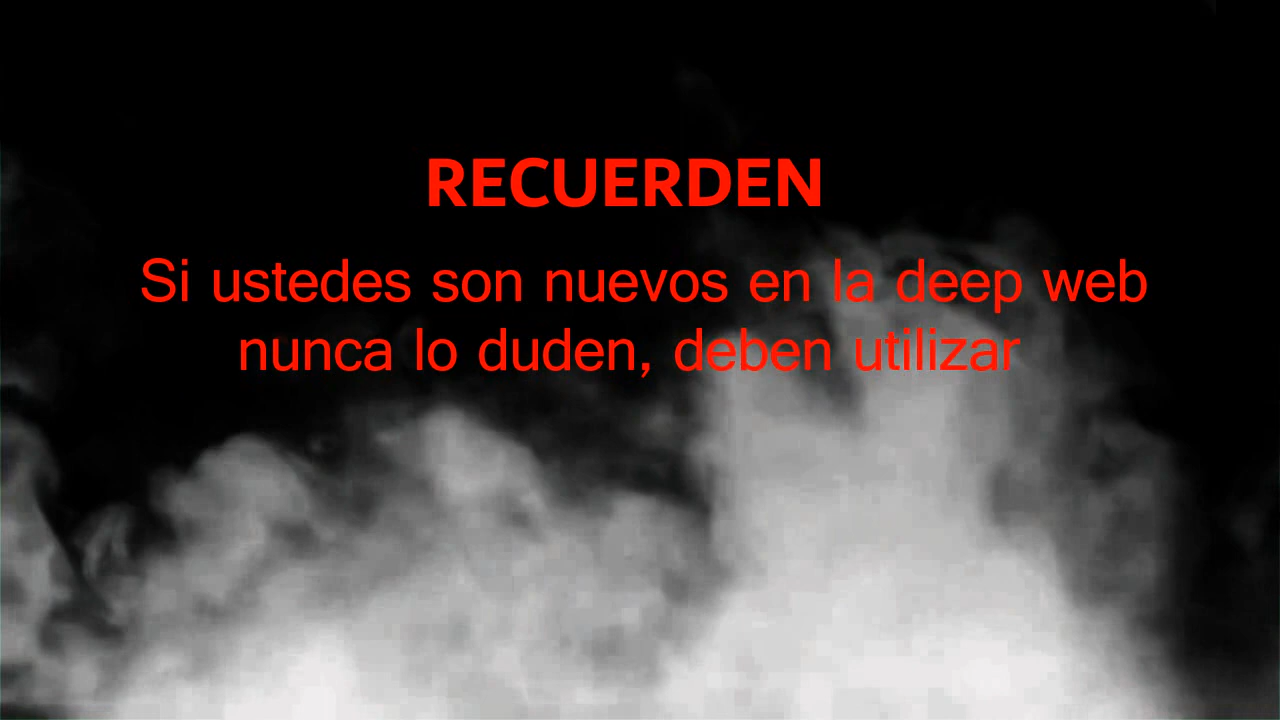 RECUERDEN
Si ustedes son nuevos en la deep web
nunca lo duden, deben utilizar